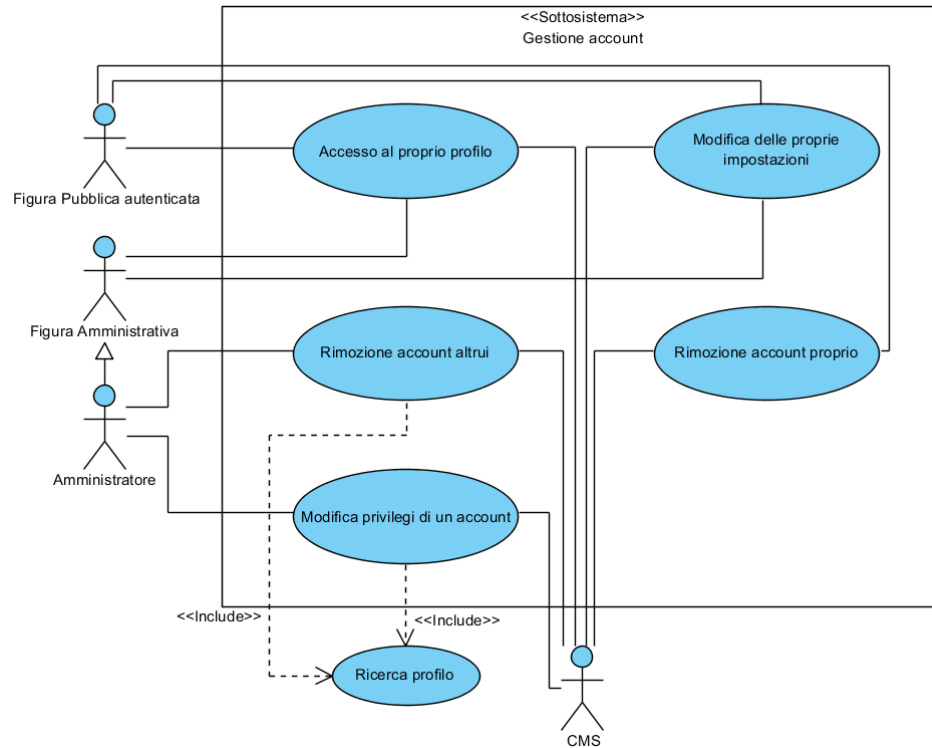 <<Sottosistema>>
Gestione account
Figura Pubblica autenticata
Accesso al proprio profilo
Modifica delle proprie
impostazioni
Figura Amministrativa
Rimozione account altrui
Rimozione account proprio
Amministratore
Modifica privilegi di un account
<<Include>>
<<Include>>
Ricerca profilo
CMS